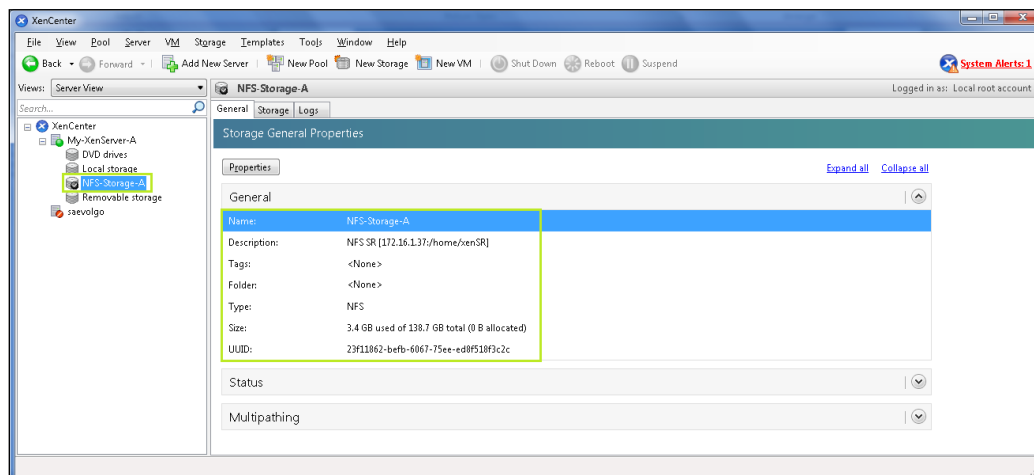 XenCenter
File View Pool Server VM Storage Templates Tools Window Help
Back Forward Add New Server New Pool New Storage New VM Shut Down Reboot Suspend System Alerts: 1
Views: Server View NFS-Storage-A Logged in as: Local root account
Search... General Storage Logs
XenCenter
My-XenServer-A
DVD drives
Local storage
NFS-Storage-A
Removable storage
saevolgo
Storage General Properties
Properties Expand all Collapse all
General
Name: NFS-Storage-A
Description: NFS SR [172.16.1.37:/home/xenSR]
Tags: <None>
Folder: <None>
Type: NFS
Size: 3.4 GB used of 138.7 GB total (0 B allocated)
UUID: 23f11862-befb-6067-75ee-ed8f518f3c2c
Status
Multipathing